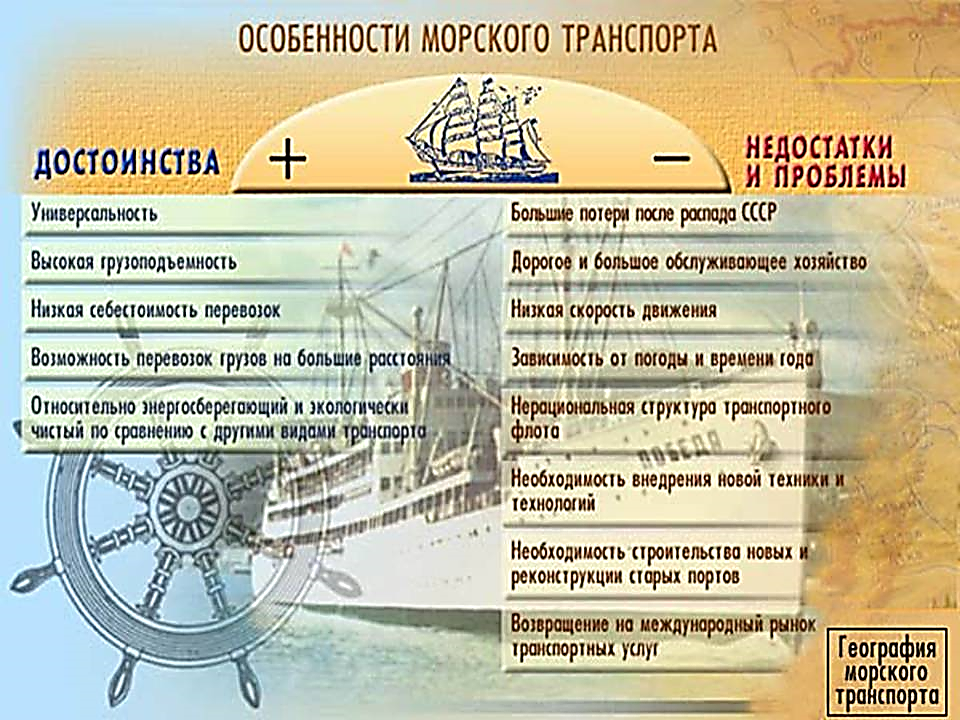 ОСОБЕННОСТИ МОРСКОГО ТРАНСПОРТА
ДОСТОИНСТВА
+
–
НЕДОСТАТКИ
И ПРОБЛЕМЫ
Универсальность
Высокая грузоподъемность
Низкая себестоимость перевозок
Возможность перевозок грузов на большие расстояния
Относительно энергосберегающий и экологически
чистый по сравнению с другими видами транспорта
Большие потери после распада СССР
Дорогое и большое обслуживающее хозяйство
Низкая скорость движения
Зависимость от погоды и времени года
Нерациональная структура транспортного
флота
Необходимость внедрения новой техники и
технологий
Необходимость строительства новых и
реконструкции старых портов
Возвращение на международный рынок
транспортных услуг
ПОБЕДА
География
морского
транспорта